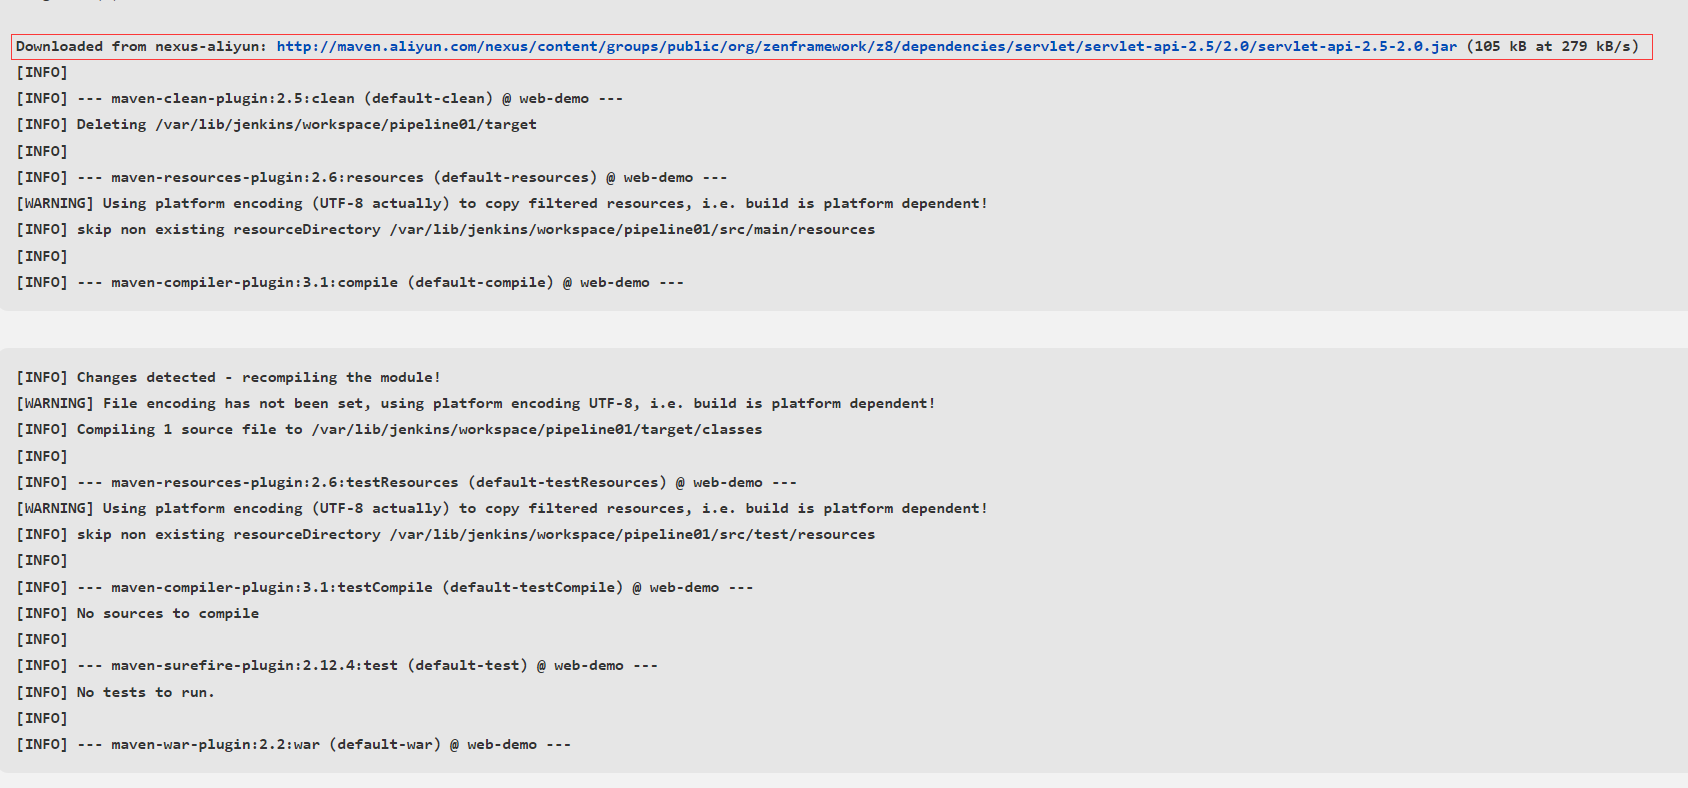 Downloaded from nexus-aliyun: http://maven.aliyun.com/nexus/content/groups/public/org/zenframework/z8/dependencies/servlet/servlet-api-2.5/2.0/servlet-api-2.5-2.0.jar (105 kB at 279 kB/s)
[INFO]
[INFO] --- maven-clean-plugin:2.5:clean (default-clean) @ web-demo ---
[INFO] Deleting /var/lib/jenkins/workspace/pipeline01/target
[INFO]
[INFO] --- maven-resources-plugin:2.6:resources (default-resources) @ web-demo ---
[WARNING] Using platform encoding (UTF-8 actually) to copy filtered resources, i.e. build is platform dependent!
[INFO] skip non existing resourceDirectory /var/lib/jenkins/workspace/pipeline01/src/main/resources
[INFO]
[INFO] --- maven-compiler-plugin:3.1:compile (default-compile) @ web-demo ---
[INFO] Changes detected - recompiling the module!
[WARNING] File encoding has not been set, using platform encoding UTF-8, i.e. build is platform dependent!
[INFO] Compiling 1 source file to /var/lib/jenkins/workspace/pipeline01/target/classes
[INFO]
[INFO] --- maven-resources-plugin:2.6:testResources (default-testResources) @ web-demo ---
[WARNING] Using platform encoding (UTF-8 actually) to copy filtered resources, i.e. build is platform dependent!
[INFO] skip non existing resourceDirectory /var/lib/jenkins/workspace/pipeline01/src/test/resources
[INFO]
[INFO] --- maven-compiler-plugin:3.1:testCompile (default-testCompile) @ web-demo ---
[INFO] No sources to compile
[INFO]
[INFO] --- maven-surefire-plugin:2.12.4:test (default-test) @ web-demo ---
[INFO] No tests to run.
[INFO]
[INFO] --- maven-war-plugin:2.2:war (default-war) @ web-demo ---